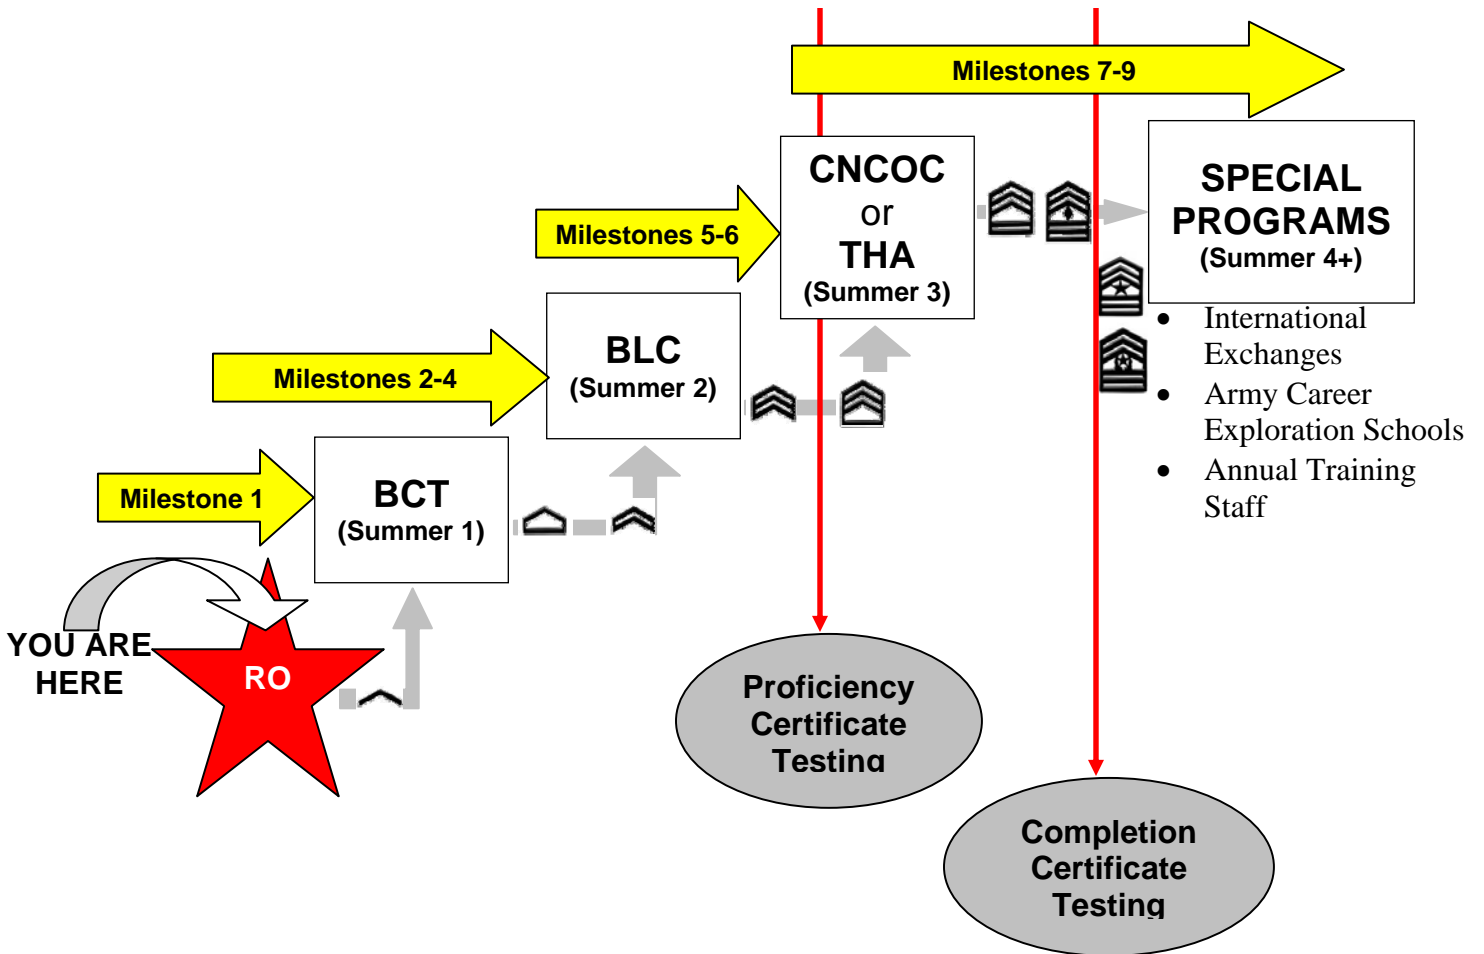 Milestones 7-9
CNCOC
or
THA
(Summer 3)
SPECIAL
PROGRAMS
(Summer 4+)
Milestones 5-6
• International
Exchanges
• Army Career
Exploration Schools
• Annual Training
Staff
BLC
(Summer 2)
Milestones 2-4
BCT
(Summer 1)
Milestone 1
YOU ARE
HERE
RO
Proficiency
Certificate
Testing
Completion
Certificate
Testing